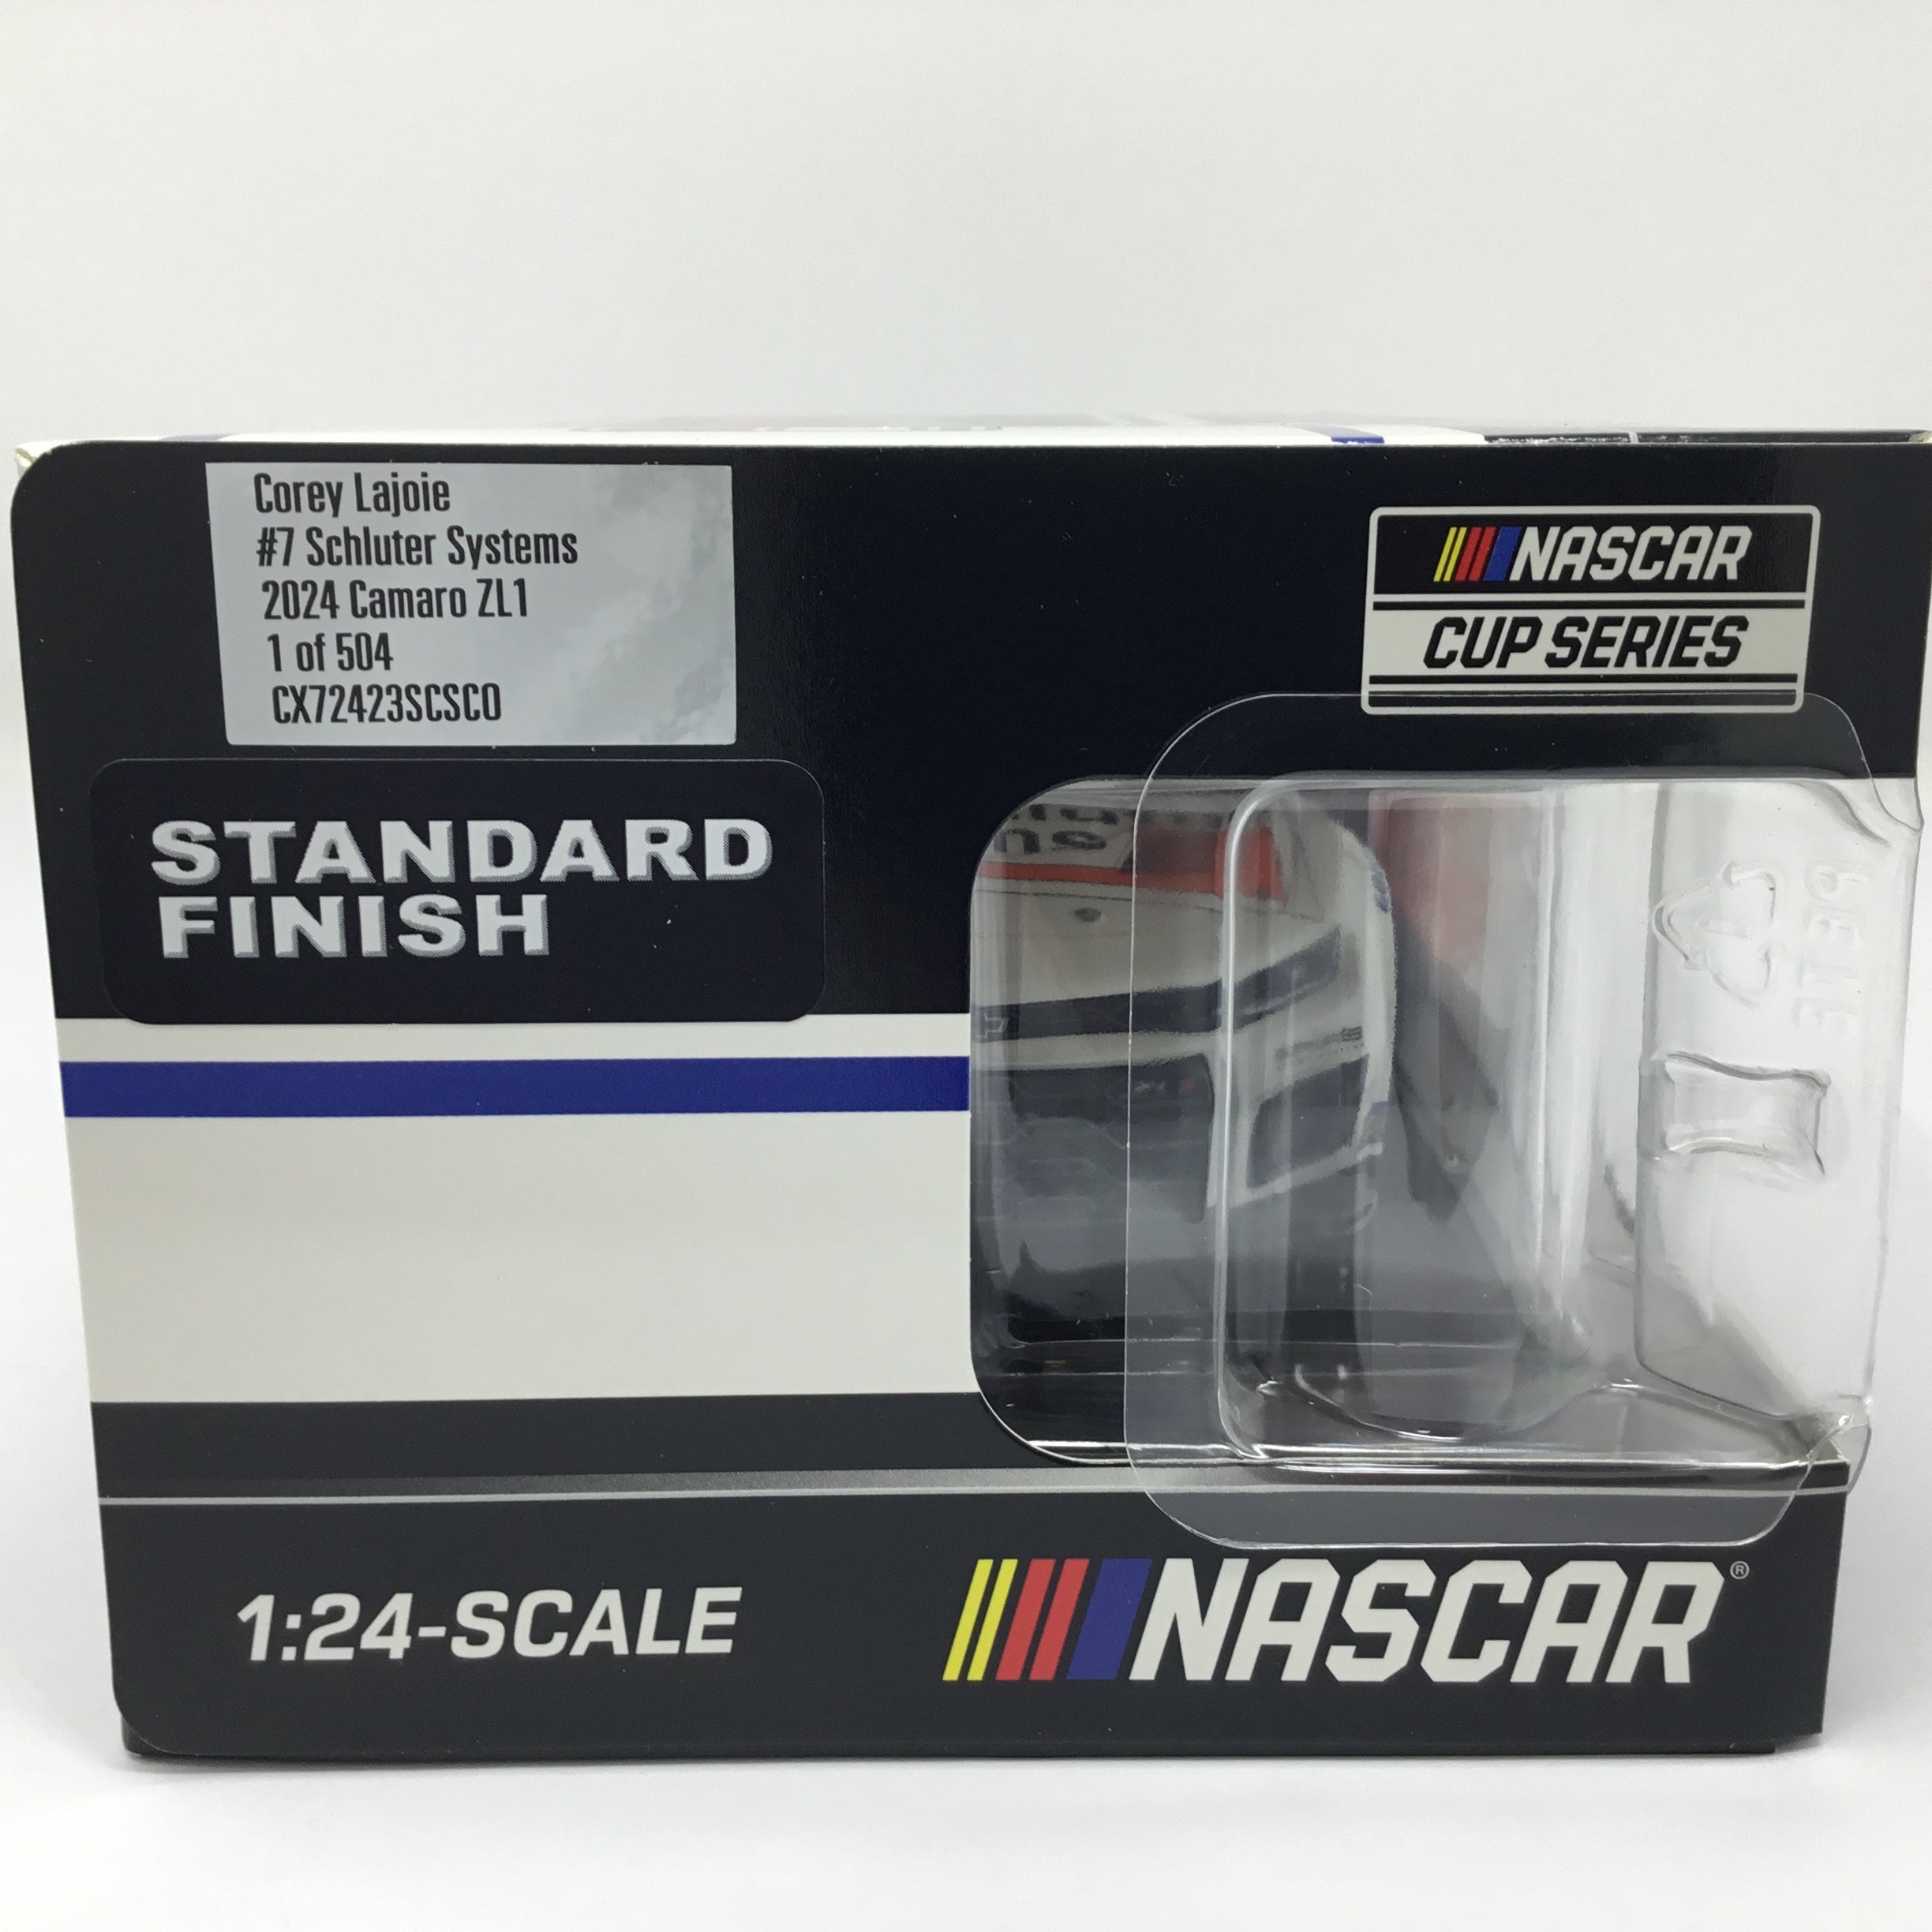 Corey Lajoie
#7 Schluter Systems
2024 Camaro ZL1
1 of 504
CX72423SCSCO
NASCAR
CUP SERIES
STANDARD
FINISH
1:24-SCALE
NASCAR®